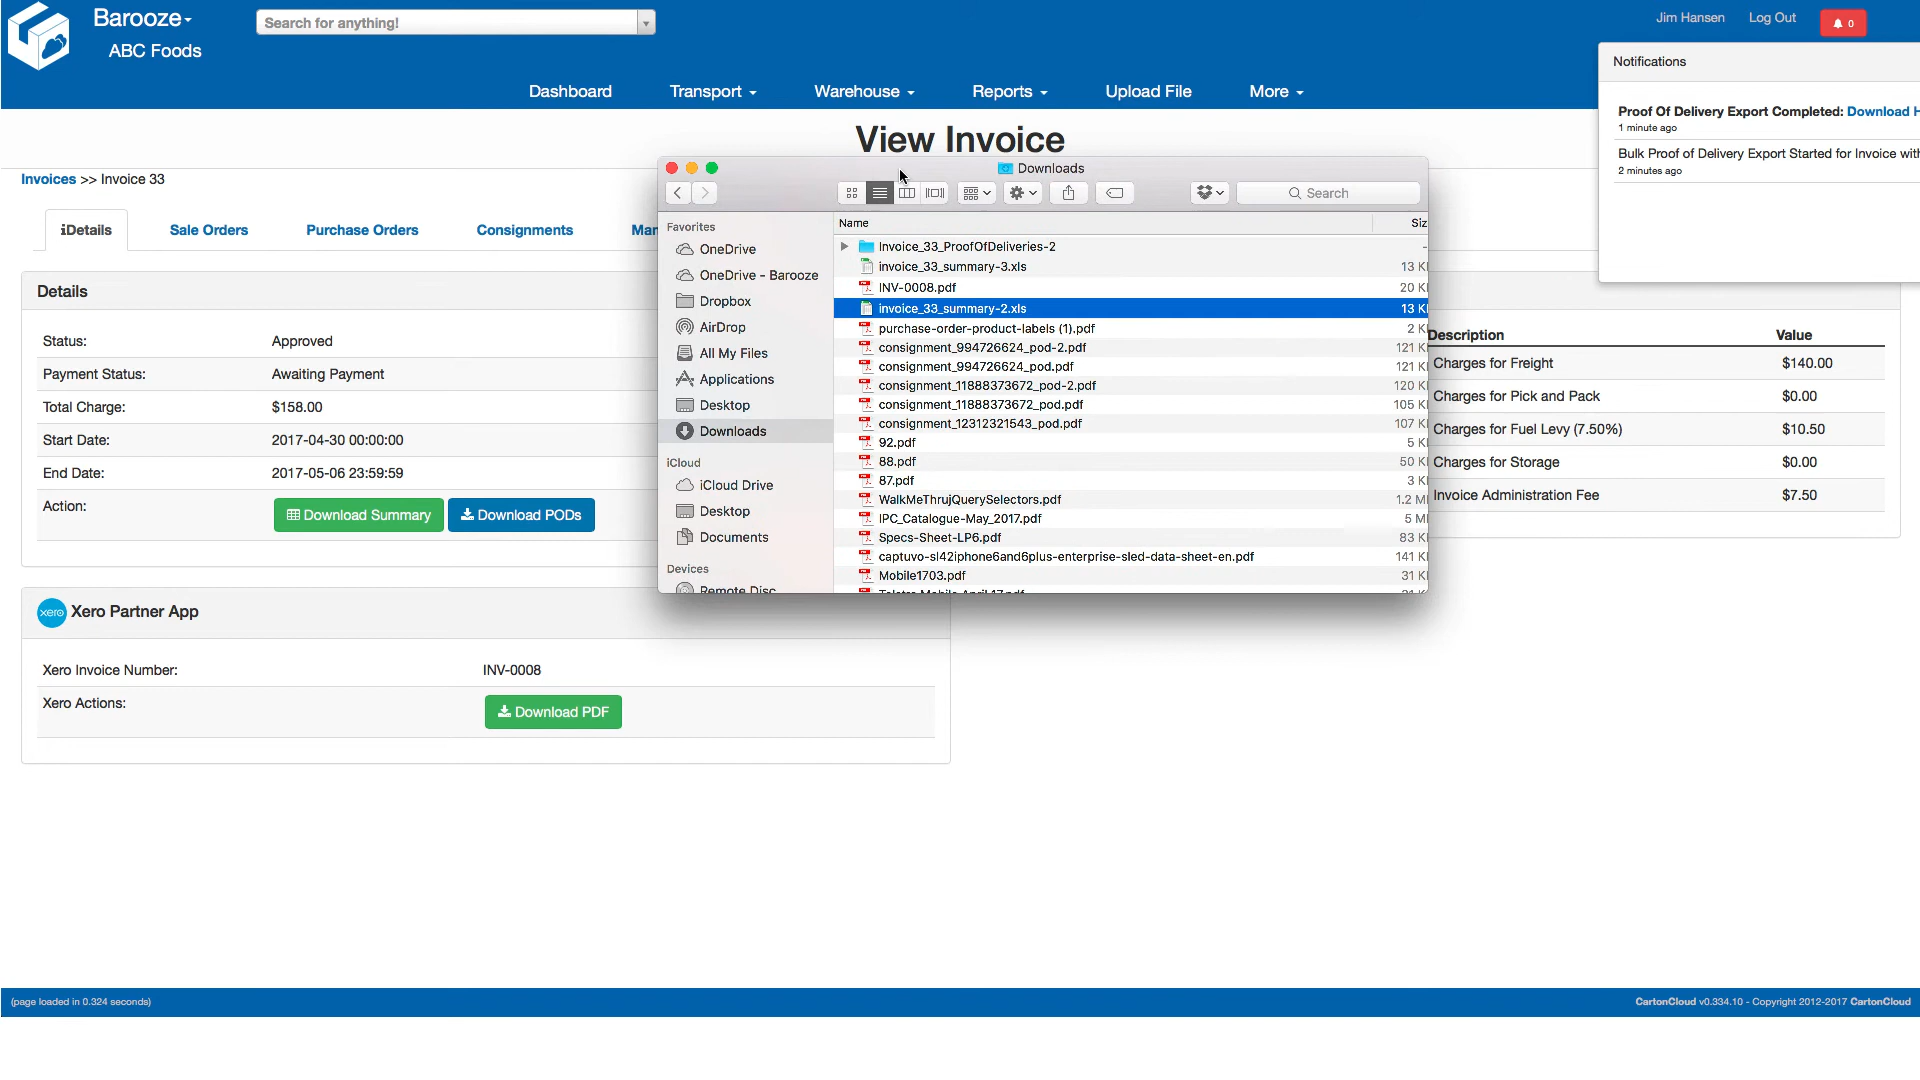 Barooze
ABC Foods
Search for anything!
Jim Hansen
Log Out
0
Dashboard
Transport
Warehouse
Reports
Upload File
More
Notifications
Proof Of Delivery Export Completed: Download H
1 minute ago
Bulk Proof of Delivery Export Started for Invoice with
2 minutes ago
View Invoice
Invoices >> Invoice 33
iDetails
Sale Orders
Purchase Orders
Consignments
Man
Details
Status: Approved
Payment Status: Awaiting Payment
Total Charge: $158.00
Start Date: 2017-04-30 00:00:00
End Date: 2017-05-06 23:59:59
Action: Download Summary Download PODs
xero Xero Partner App
Xero Invoice Number: INV-0008
Xero Actions: Download PDF
Downloads
Search
Favorites
OneDrive
OneDrive - Barooze
Dropbox
AirDrop
All My Files
Applications
Desktop
Downloads
iCloud
iCloud Drive
Desktop
Documents
Devices
Remote Disc
Name Siz
Invoice_33_ProofOfDeliveries-2 -
invoice_33_summary-3.xls 13 K
INV-0008.pdf 20 K
invoice_33_summary-2.xls 13 K
purchase-order-product-labels (1).pdf 2 K
consignment_994726624_pod-2.pdf 121 K
consignment_994726624_pod.pdf 121 K
consignment_11888373672_pod-2.pdf 120 K
consignment_11888373672_pod.pdf 105 K
consignment_12312321543_pod.pdf 107 K
92.pdf 5 K
88.pdf 50 K
87.pdf 3 K
WalkMeThrujQuerySelectors.pdf 1.2 M
IPC_Catalogue-May_2017.pdf 5 M
Specs-Sheet-LP6.pdf 83 K
captuvo-sl42iphone6and6plus-enterprise-sled-data-sheet-en.pdf 141 K
Mobile1703.pdf 31 K
Description Value
Charges for Freight $140.00
Charges for Pick and Pack $0.00
Charges for Fuel Levy (7.50%) $10.50
Charges for Storage $0.00
Invoice Administration Fee $7.50
(page loaded in 0.324 seconds)
CartonCloud v0.334.10 - Copyright 2012-2017 CartonCloud